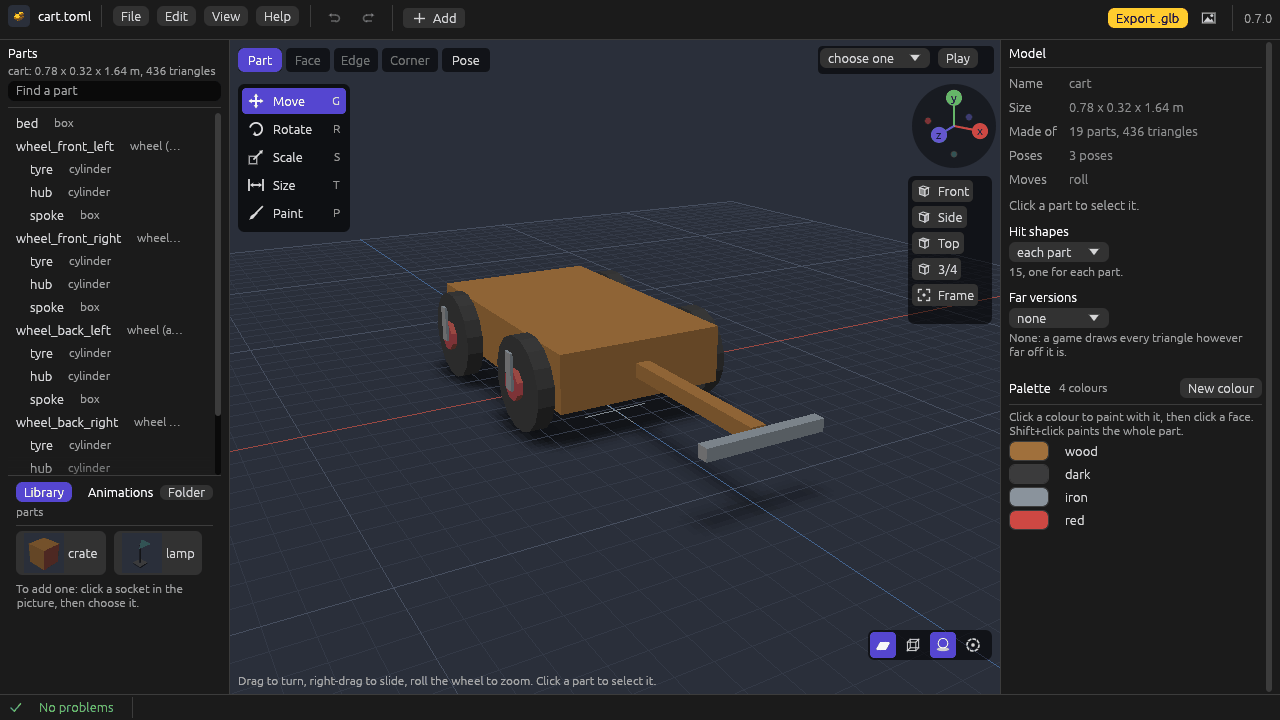 cart.toml File Edit View Help Add Export .glb 0.7.0
Parts
cart: 0.78 x 0.32 x 1.64 m, 436 triangles
Find a part
bed box
wheel_front_left wheel (...
tyre cylinder
hub cylinder
spoke box
wheel_front_right wheel...
tyre cylinder
hub cylinder
spoke box
wheel_back_left wheel (a...
tyre cylinder
hub cylinder
spoke box
wheel_back_right wheel ...
tyre cylinder
hub cylinder
Library Animations Folder
parts
crate lamp
To add one: click a socket in the
picture, then choose it.
Part Face Edge Corner Pose
Move G
Rotate R
Scale S
Size T
Paint P
choose one Play
y
x
z
Front
Side
Top
3/4
Frame
Drag to turn, right-drag to slide, roll the wheel to zoom. Click a part to select it.
Model
Name cart
Size 0.78 x 0.32 x 1.64 m
Made of 19 parts, 436 triangles
Poses 3 poses
Moves roll
Click a part to select it.
Hit shapes
each part
15, one for each part.
Far versions
none
None: a game draws every triangle however
far off it is.
Palette 4 colours New colour
Click a colour to paint with it, then click a face.
Shift+click paints the whole part.
wood
dark
iron
red
No problems